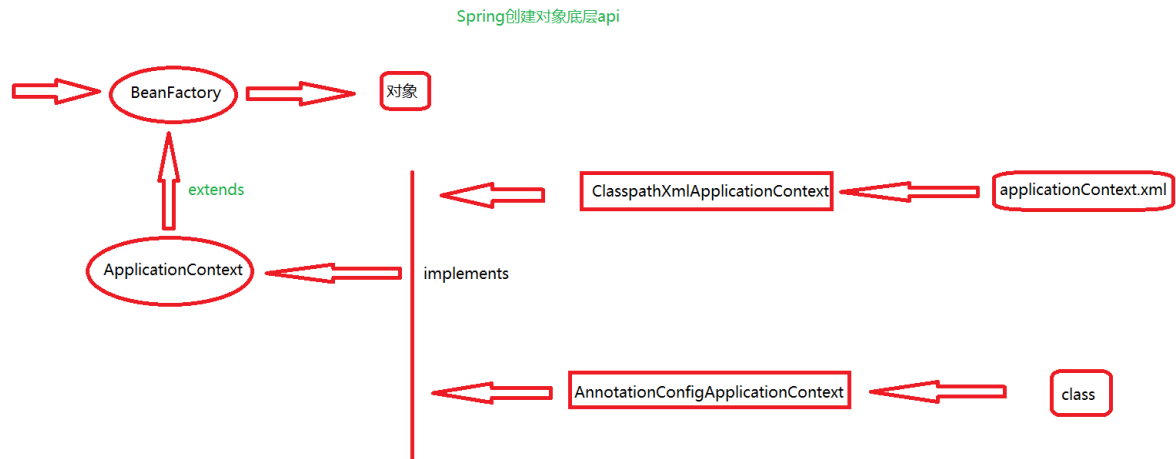 Spring创建对象底层api
BeanFactory
对象
extends
ClasspathXmlApplicationContext
applicationContext.xml
ApplicationContext
implements
AnnotationConfigApplicationContext
class